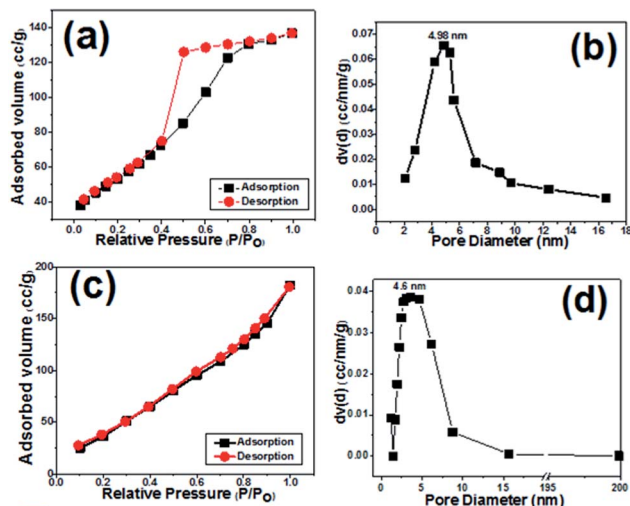 (a)
Adsorbed volume (cc/g)
140
120
100
80
60
40
0.0 0.2 0.4 0.6 0.8 1.0
Relative Pressure (P/PO)
Adsorption
Desorption
(b)
4.98 nm
dv(d) (cc/nm/g)
0.07
0.06
0.05
0.04
0.03
0.02
0.01
0.00
0 2 4 6 8 10 12 14 16 18
Pore Diameter (nm)
(c)
Adsorbed volume (cc/g)
200
150
100
50
0
0.0 0.2 0.4 0.6 0.8 1.0
Relative Pressure (P/PO)
Adsorption
Desorption
(d)
4.6 nm
dv(d) (cc/nm/g)
0.04
0.03
0.02
0.01
0.00
0 5 10 15 195 200
Pore Diameter (nm)